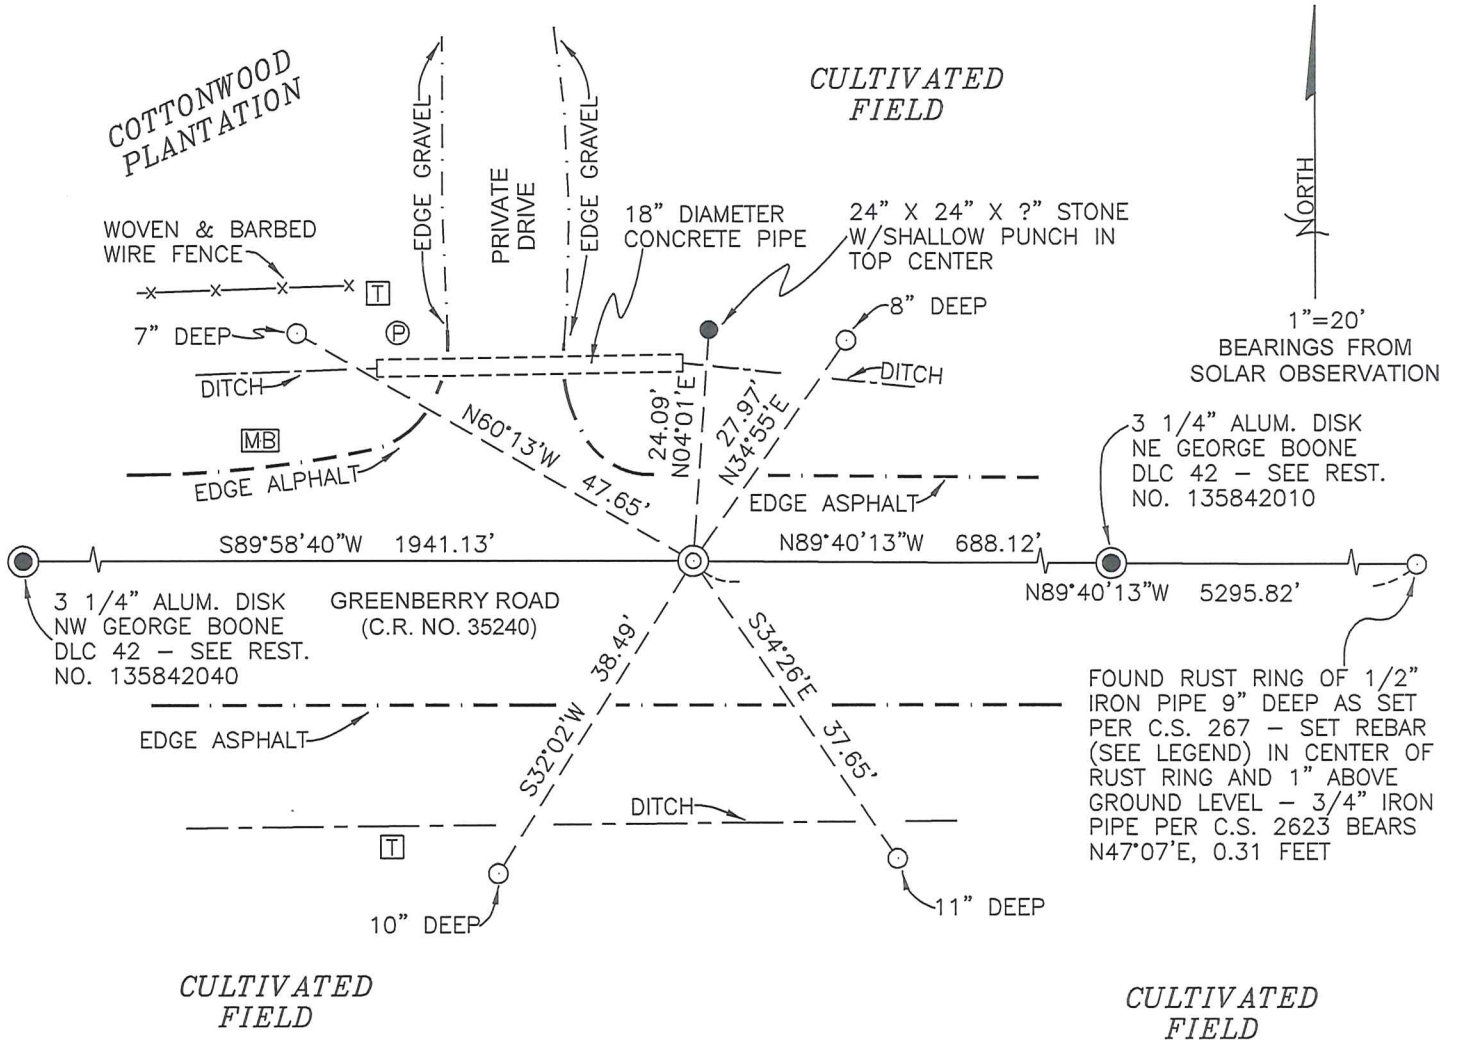 COTTONWOOD
PLANTATION
CULTIVATED
FIELD
EDGE GRAVEL
PRIVATE
DRIVE
EDGE GRAVEL
NORTH
WOVEN & BARBED
WIRE FENCE
18" DIAMETER
CONCRETE PIPE
24" X 24" X ?" STONE
W/SHALLOW PUNCH IN
TOP CENTER
T
7" DEEP
P
8" DEEP
1"=20'
BEARINGS FROM
SOLAR OBSERVATION
DITCH
DITCH
N60°13'W 47.65'
24.09'
N04°01'E
27.97'
N34°55'E
MB
EDGE ALPHALT
EDGE ASPHALT
3 1/4" ALUM. DISK
NE GEORGE BOONE
DLC 42 – SEE REST.
NO. 135842010
S89°58'40"W 1941.13'
N89°40'13"W 688.12'
N89°40'13"W 5295.82'
3 1/4" ALUM. DISK
NW GEORGE BOONE
DLC 42 – SEE REST.
NO. 135842040
GREENBERRY ROAD
(C.R. NO. 35240)
S32°02'W 38.49'
S34°26'E 37.65'
FOUND RUST RING OF 1/2"
IRON PIPE 9" DEEP AS SET
PER C.S. 267 – SET REBAR
(SEE LEGEND) IN CENTER OF
RUST RING AND 1" ABOVE
GROUND LEVEL – 3/4" IRON
PIPE PER C.S. 2623 BEARS
N47°07'E, 0.31 FEET
EDGE ASPHALT
DITCH
T
10" DEEP
11" DEEP
CULTIVATED
FIELD
CULTIVATED
FIELD